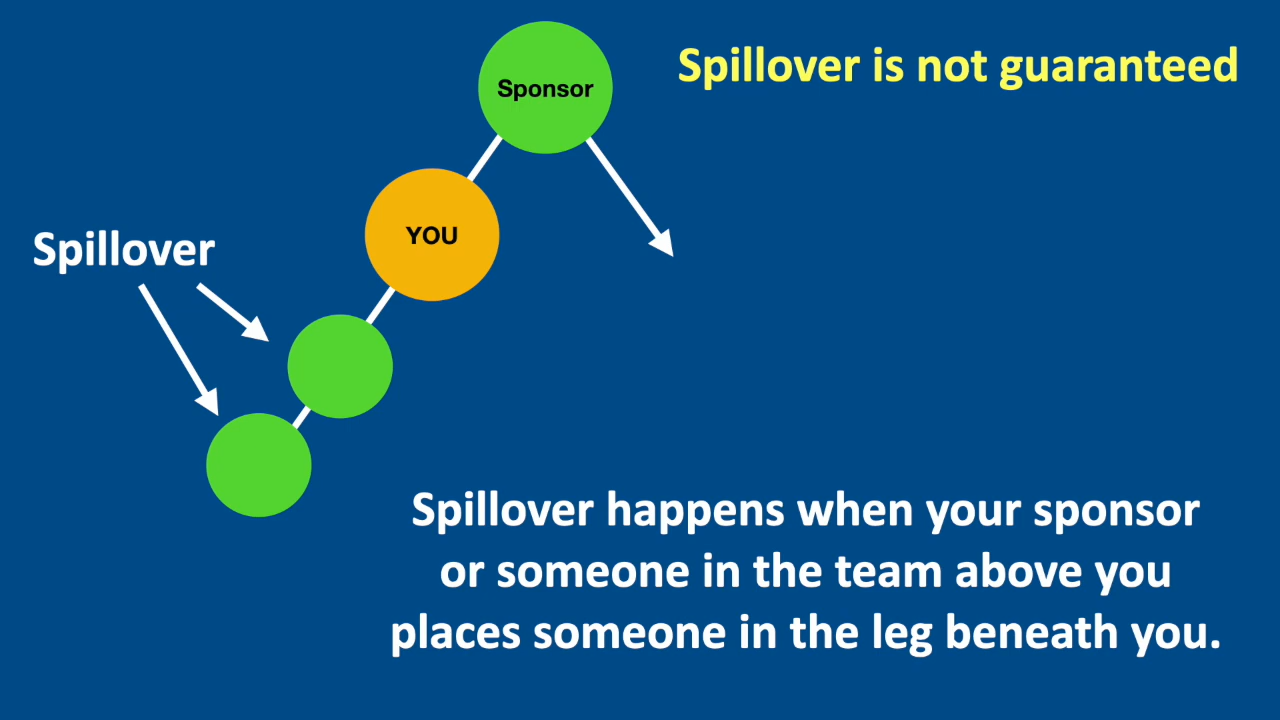 Sponsor
Spillover is not guaranteed
YOU
Spillover
Spillover happens when your sponsor
or someone in the team above you
places someone in the leg beneath you.